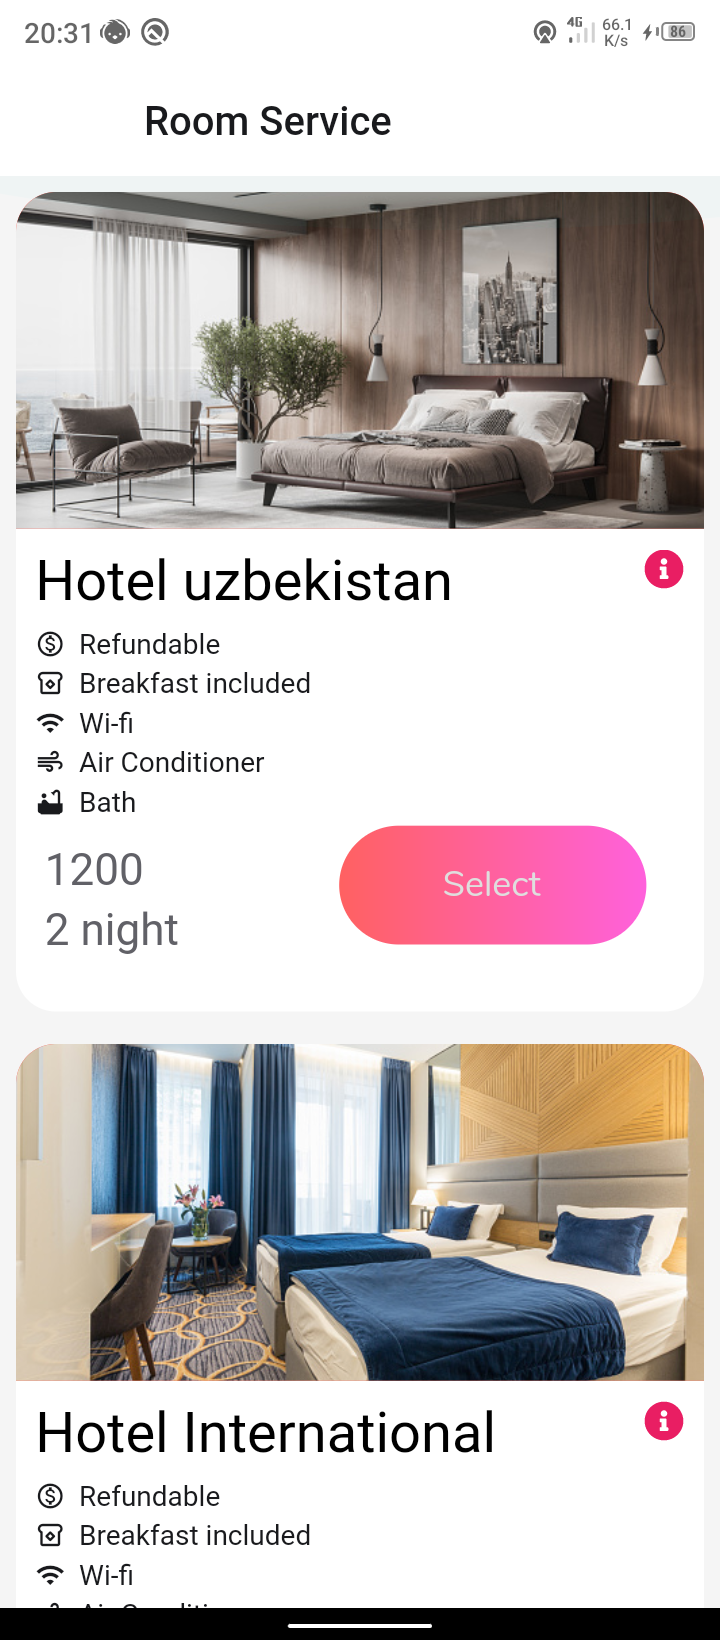 20:31
4G
66.1
K/s
86
Room Service
Hotel uzbekistan
Refundable
Breakfast included
Wi-fi
Air Conditioner
Bath
1200
2 night
Select
Hotel International
Refundable
Breakfast included
Wi-fi